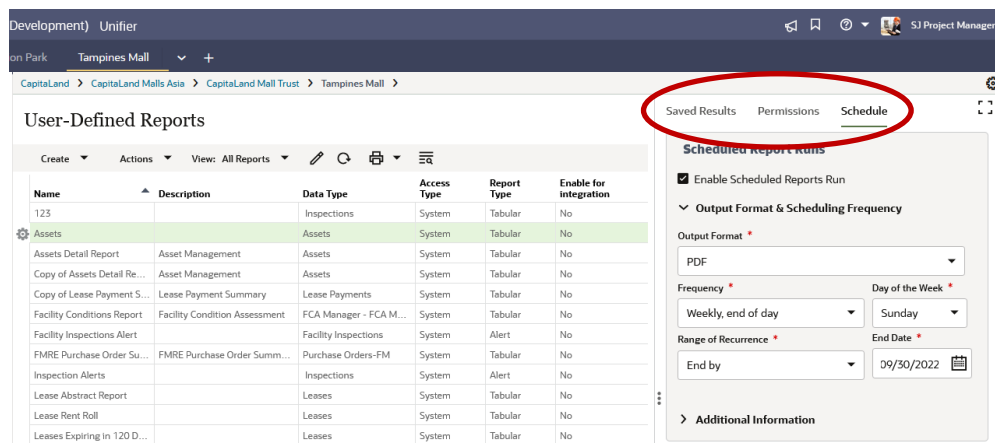 Development) Unifier
SJ Project Manager
on Park Tampines Mall
CapitaLand CapitaLand Malls Asia CapitaLand Mall Trust Tampines Mall
User-Defined Reports
Create Actions View: All Reports
Name Description Data Type Access Type Report Type Enable for integration
123 Inspections System Tabular No
Assets Assets System Tabular No
Assets Detail Report Asset Management Assets System Tabular No
Copy of Assets Detail Re... Asset Management Assets System Tabular No
Copy of Lease Payment S... Lease Payment Summary Lease Payments System Tabular No
Facility Conditions Report Facility Condition Assessment FCA Manager - FCA M... System Tabular No
Facility Inspections Alert Facility Inspections System Alert No
FMRE Purchase Order Su... FMRE Purchase Order Summ... Purchase Orders-FM System Tabular No
Inspection Alerts Inspections System Alert No
Lease Abstract Report Leases System Tabular No
Lease Rent Roll Leases System Tabular No
Leases Expiring in 120 D... Leases System Tabular No
Saved Results Permissions Schedule
Scheduled Report Runs
Enable Scheduled Reports Run
Output Format & Scheduling Frequency
Output Format *
PDF
Frequency * Day of the Week *
Weekly, end of day Sunday
Range of Recurrence * End Date *
End by 09/30/2022
Additional Information